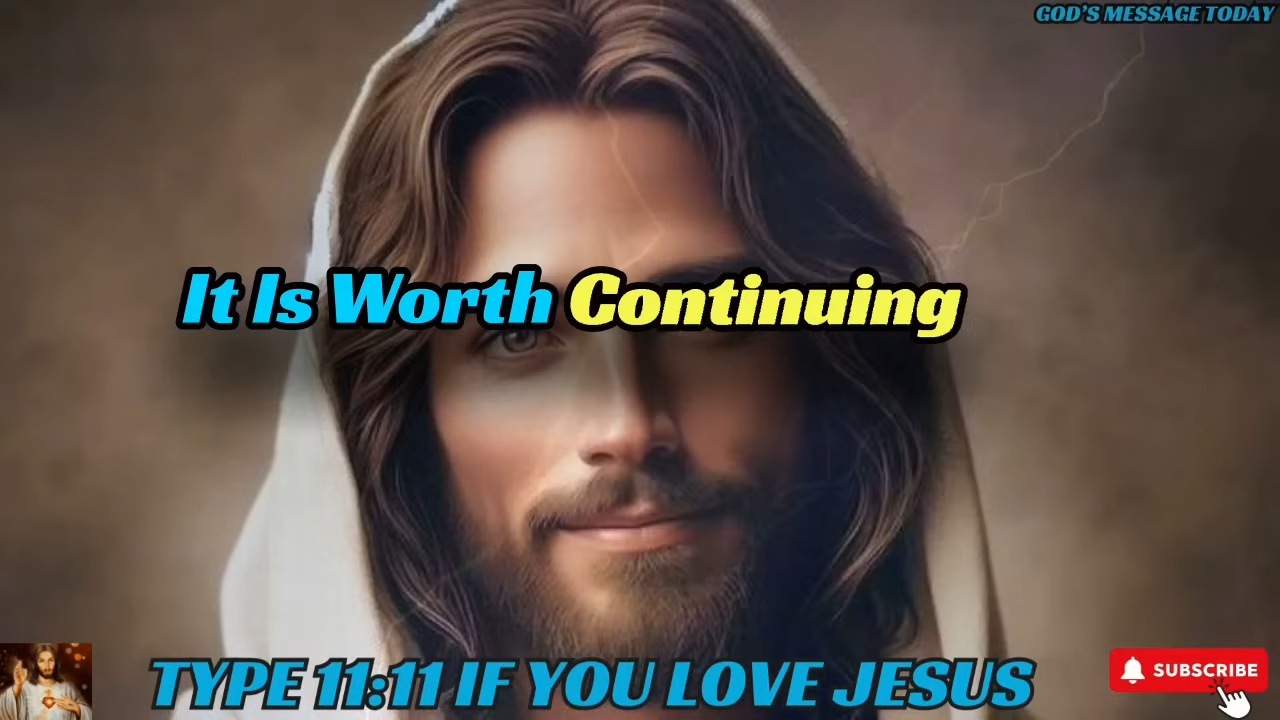 GOD'S MESSAGE TODAY
It Is Worth Continuing
TYPE 11:11 IF YOU LOVE JESUS
SUBSCRIBE